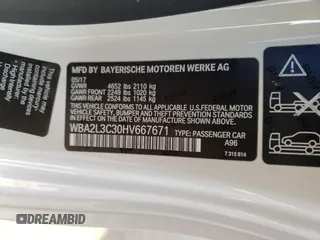 MFD BY BAYERISCHE MOTOREN WERKE AG
05/17
GVWR 4652 lbs 2110 kg
GAWR FRONT 2249 lbs 1020 kg
GAWR REAR 2524 lbs 1145 kg
THIS VEHICLE CONFORMS TO ALL APPLICABLE U.S. FEDERAL
MOTOR VEHICLE SAFETY, BUMPER, AND THEFT PREVENTION
STANDARDS IN EFFECT ON THE DATE OF MANUFACTURE
SHOWN ABOVE.
WBA2L3C30HV667671
TYPE: PASSENGER CAR
A96
7 315 814
DREAMBID